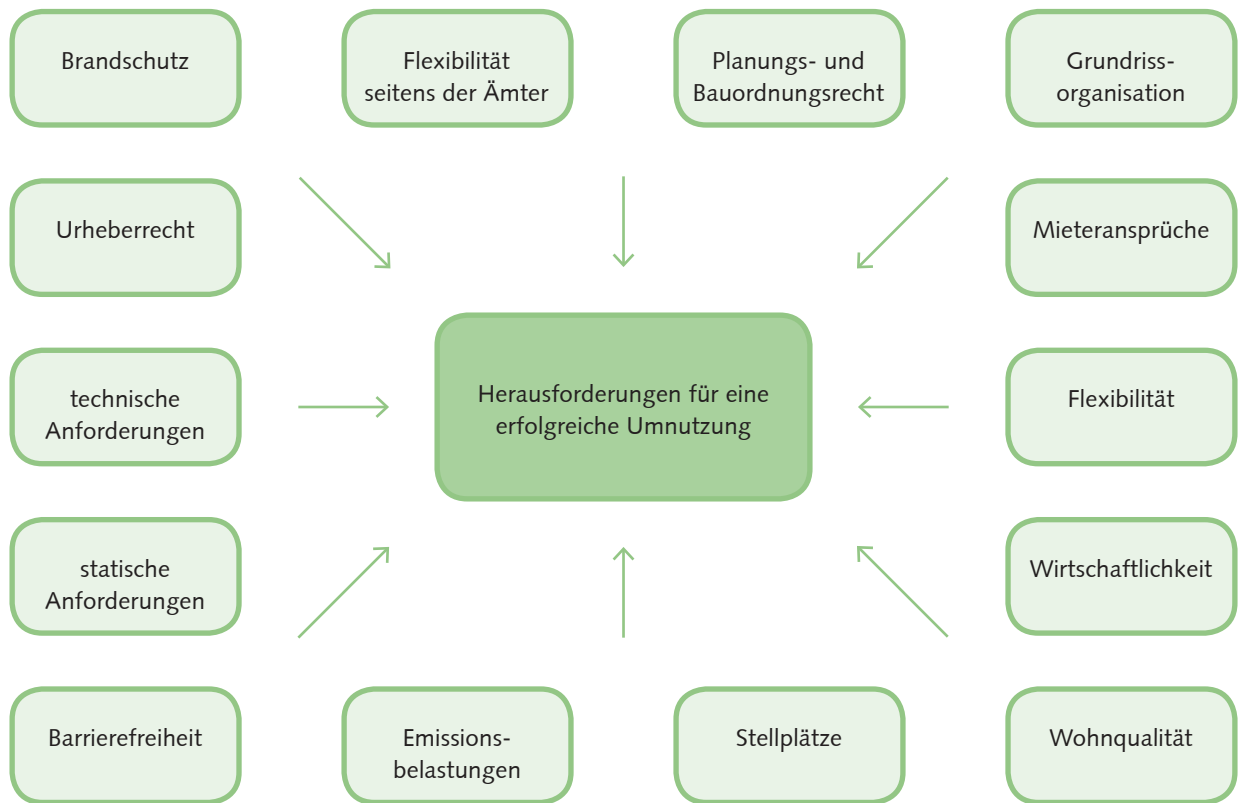 Brandschutz
Flexibilität
seitens der Ämter
Planungs- und
Bauordnungsrecht
Grundriss-
organisation
Urheberrecht
Mieteransprüche
technische
Anforderungen
Herausforderungen für eine
erfolgreiche Umnutzung
Flexibilität
statische
Anforderungen
Wirtschaftlichkeit
Barrierefreiheit
Emissions-
belastungen
Stellplätze
Wohnqualität